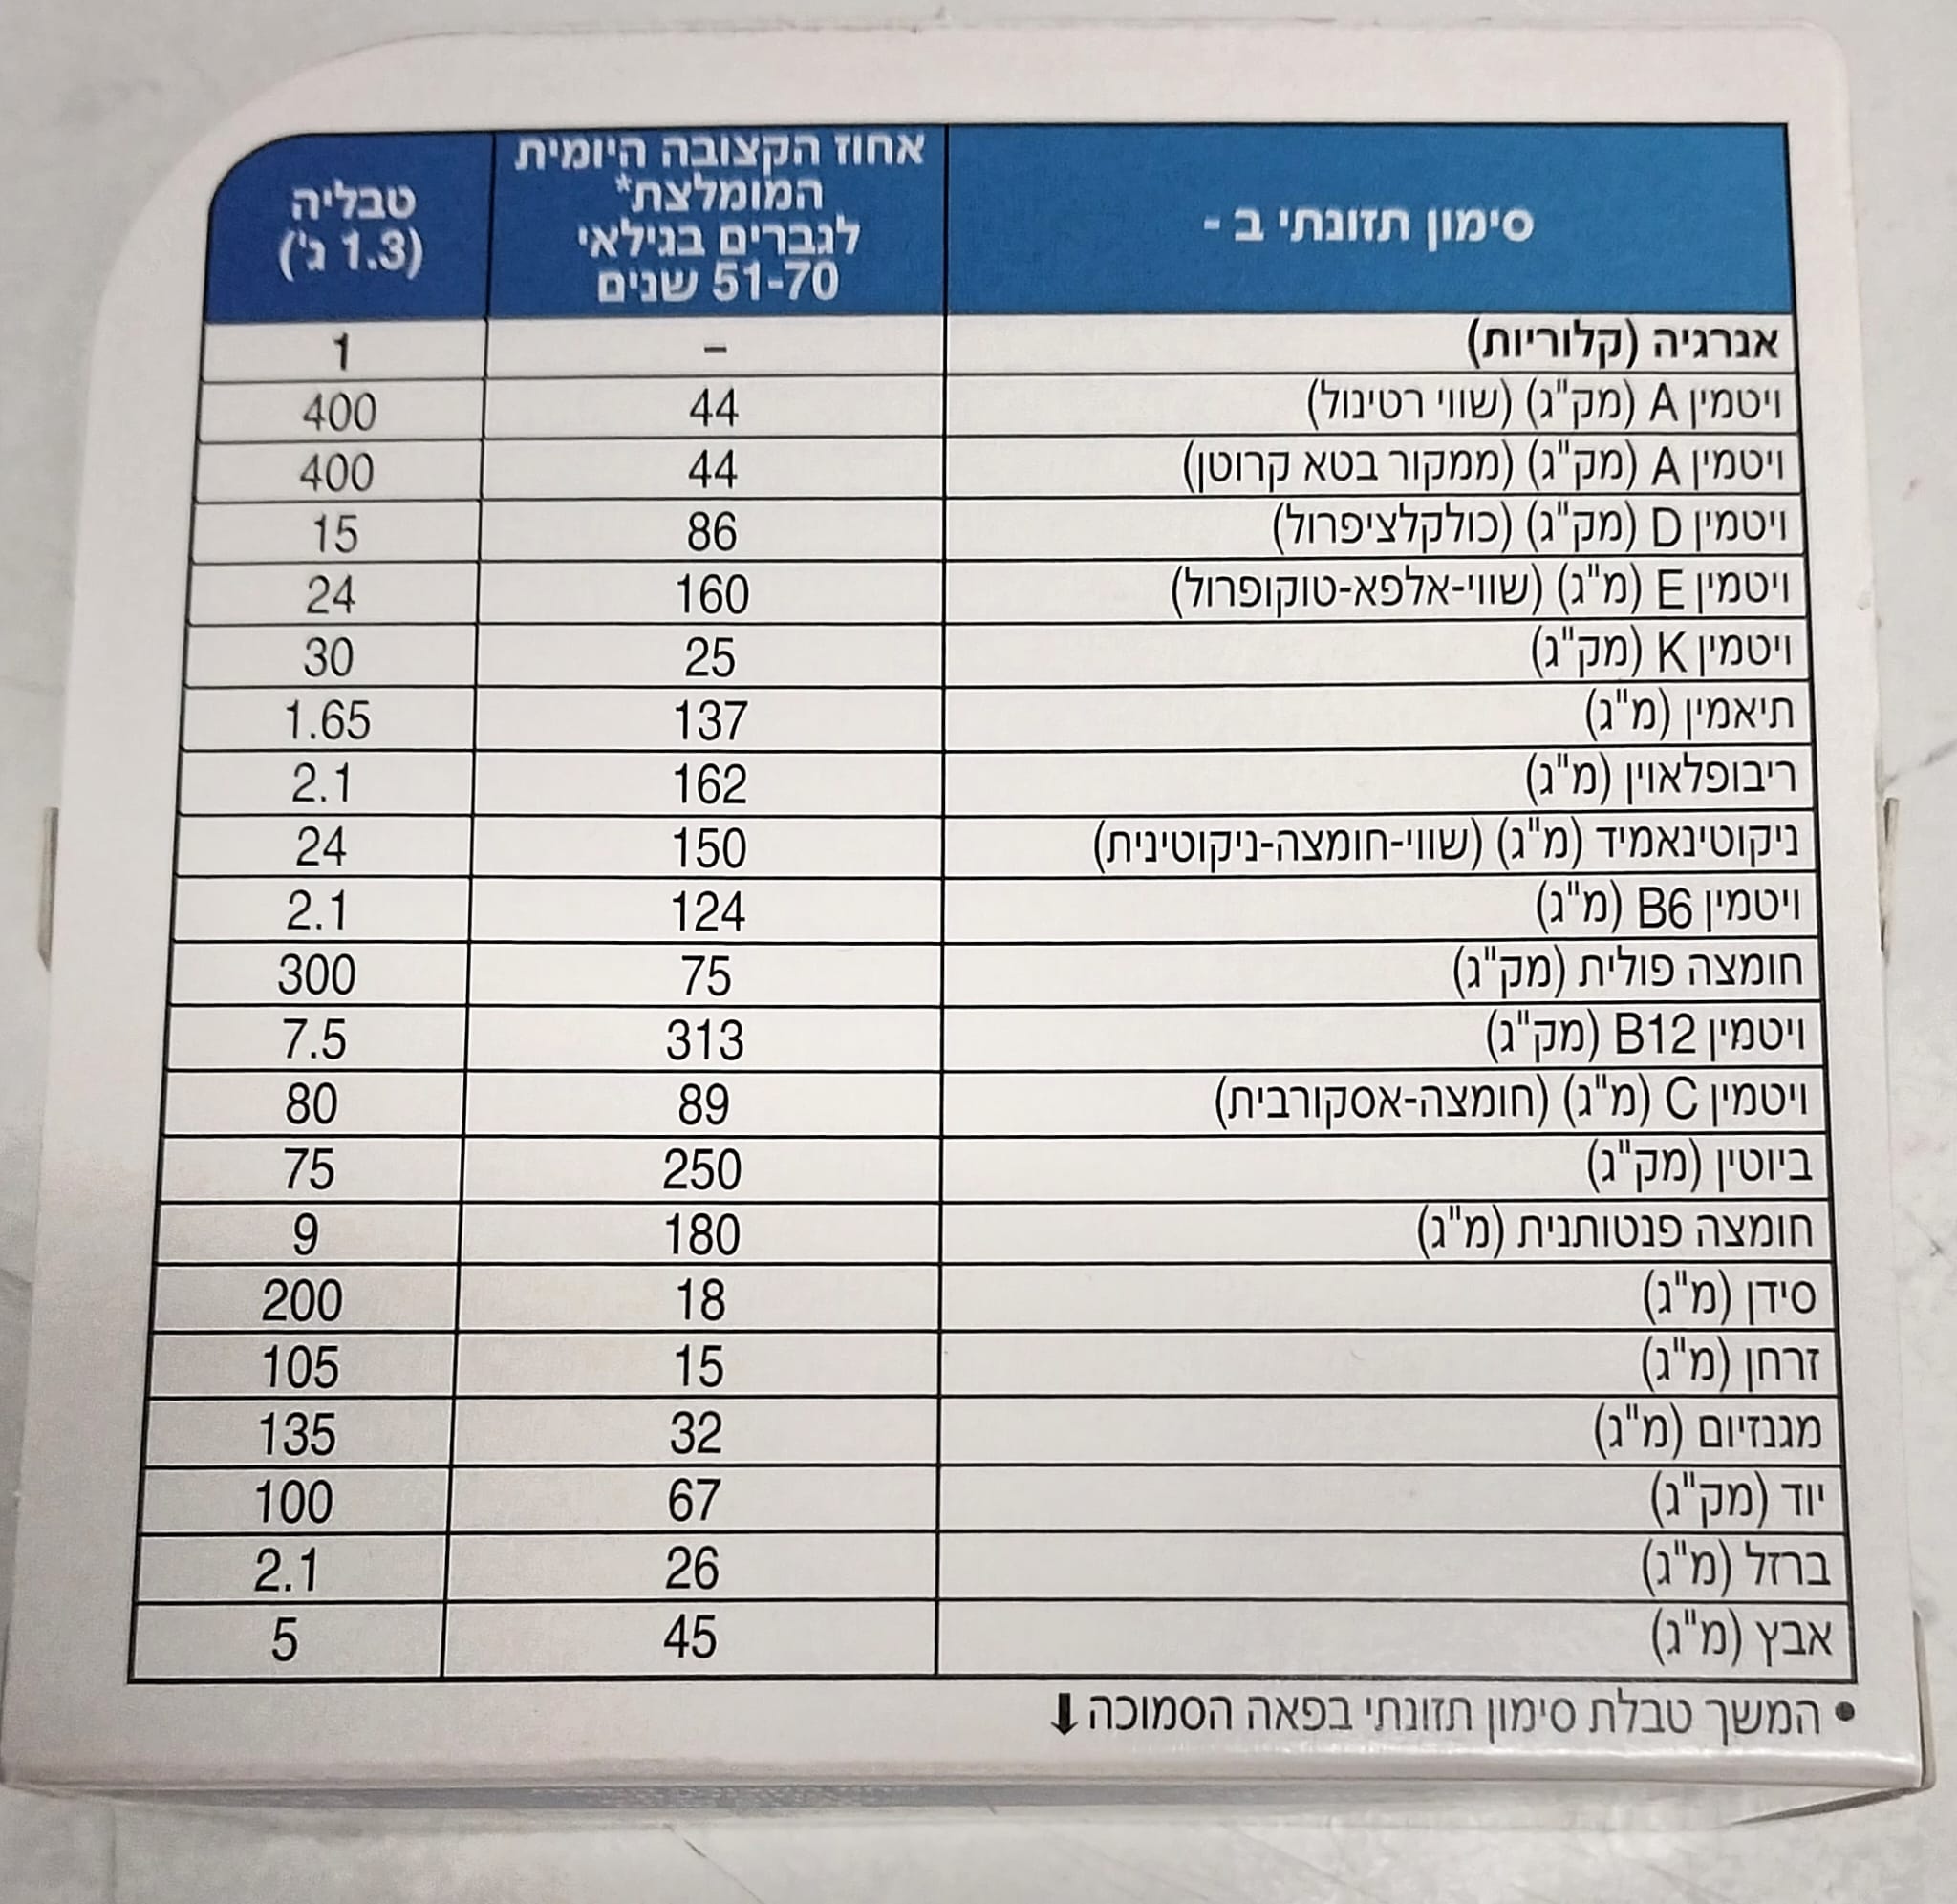 סימון תזונתי ב - אחוז הקצובה היומית המומלצת* לגברים בגילאי 51-70 שנים טבליה (1.3 ג')
אנרגיה (קלוריות) – 1
ויטמין A (מק"ג) (שווי רטינול) 44 400
ויטמין A (מק"ג) (ממקור בטא קרוטן) 44 400
ויטמין D (מק"ג) (כולקלציפרול) 86 15
ויטמין E (מ"ג) (שווי-אלפא-טוקופרול) 160 24
ויטמין K (מק"ג) 25 30
תיאמין (מ"ג) 137 1.65
ריבופלאוין (מ"ג) 162 2.1
ניקוטינאמיד (מ"ג) (שווי-חומצה-ניקוטינית) 150 24
ויטמין B6 (מ"ג) 124 2.1
חומצה פולית (מק"ג) 75 300
ויטמין B12 (מק"ג) 313 7.5
ויטמין C (מ"ג) (חומצה-אסקורבית) 89 80
ביוטין (מק"ג) 250 75
חומצה פנטותנית (מ"ג) 180 9
סידן (מ"ג) 18 200
זרחן (מ"ג) 15 105
מגנזיום (מ"ג) 32 135
יוד (מק"ג) 67 100
ברזל (מ"ג) 26 2.1
אבץ (מ"ג) 45 5
• המשך טבלת סימון תזונתי בפאה הסמוכה ⬇